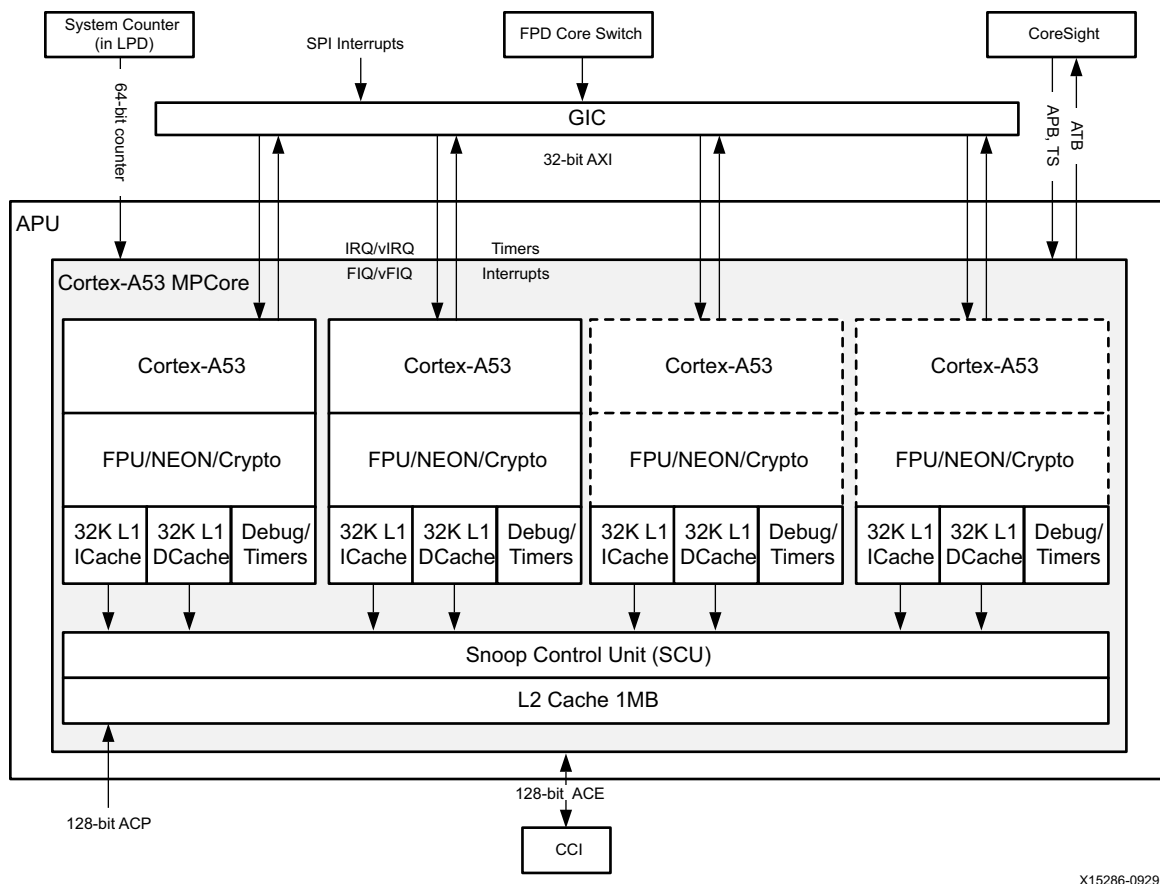 System Counter
(in LPD)
SPI Interrupts
FPD Core Switch
CoreSight
64-bit counter
GIC
APB, TS
ATB
32-bit AXI
APU
IRQ/vIRQ
Timers
FIQ/vFIQ
Interrupts
Cortex-A53 MPCore
Cortex-A53
Cortex-A53
Cortex-A53
Cortex-A53
FPU/NEON/Crypto
FPU/NEON/Crypto
FPU/NEON/Crypto
FPU/NEON/Crypto
32K L1
ICache
32K L1
DCache
Debug/
Timers
32K L1
ICache
32K L1
DCache
Debug/
Timers
32K L1
ICache
32K L1
DCache
Debug/
Timers
32K L1
ICache
32K L1
DCache
Debug/
Timers
Snoop Control Unit (SCU)
L2 Cache 1MB
128-bit ACP
128-bit ACE
CCI
X15286-0929